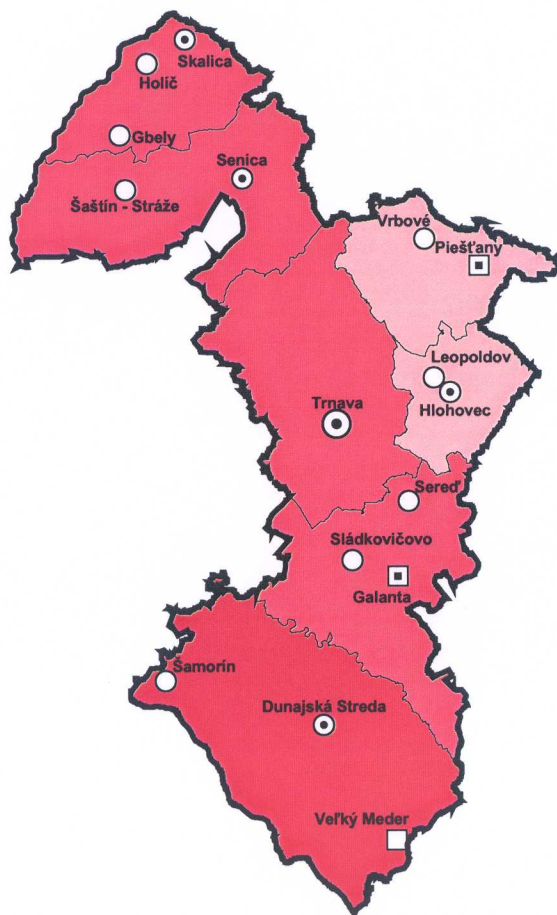 Skalica
Holíč
Gbely
Senica
Šaštín - Stráže
Vrbové
Piešťany
Leopoldov
Hlohovec
Trnava
Sereď
Sládkovičovo
Galanta
Šamorín
Dunajská Streda
Veľký Meder